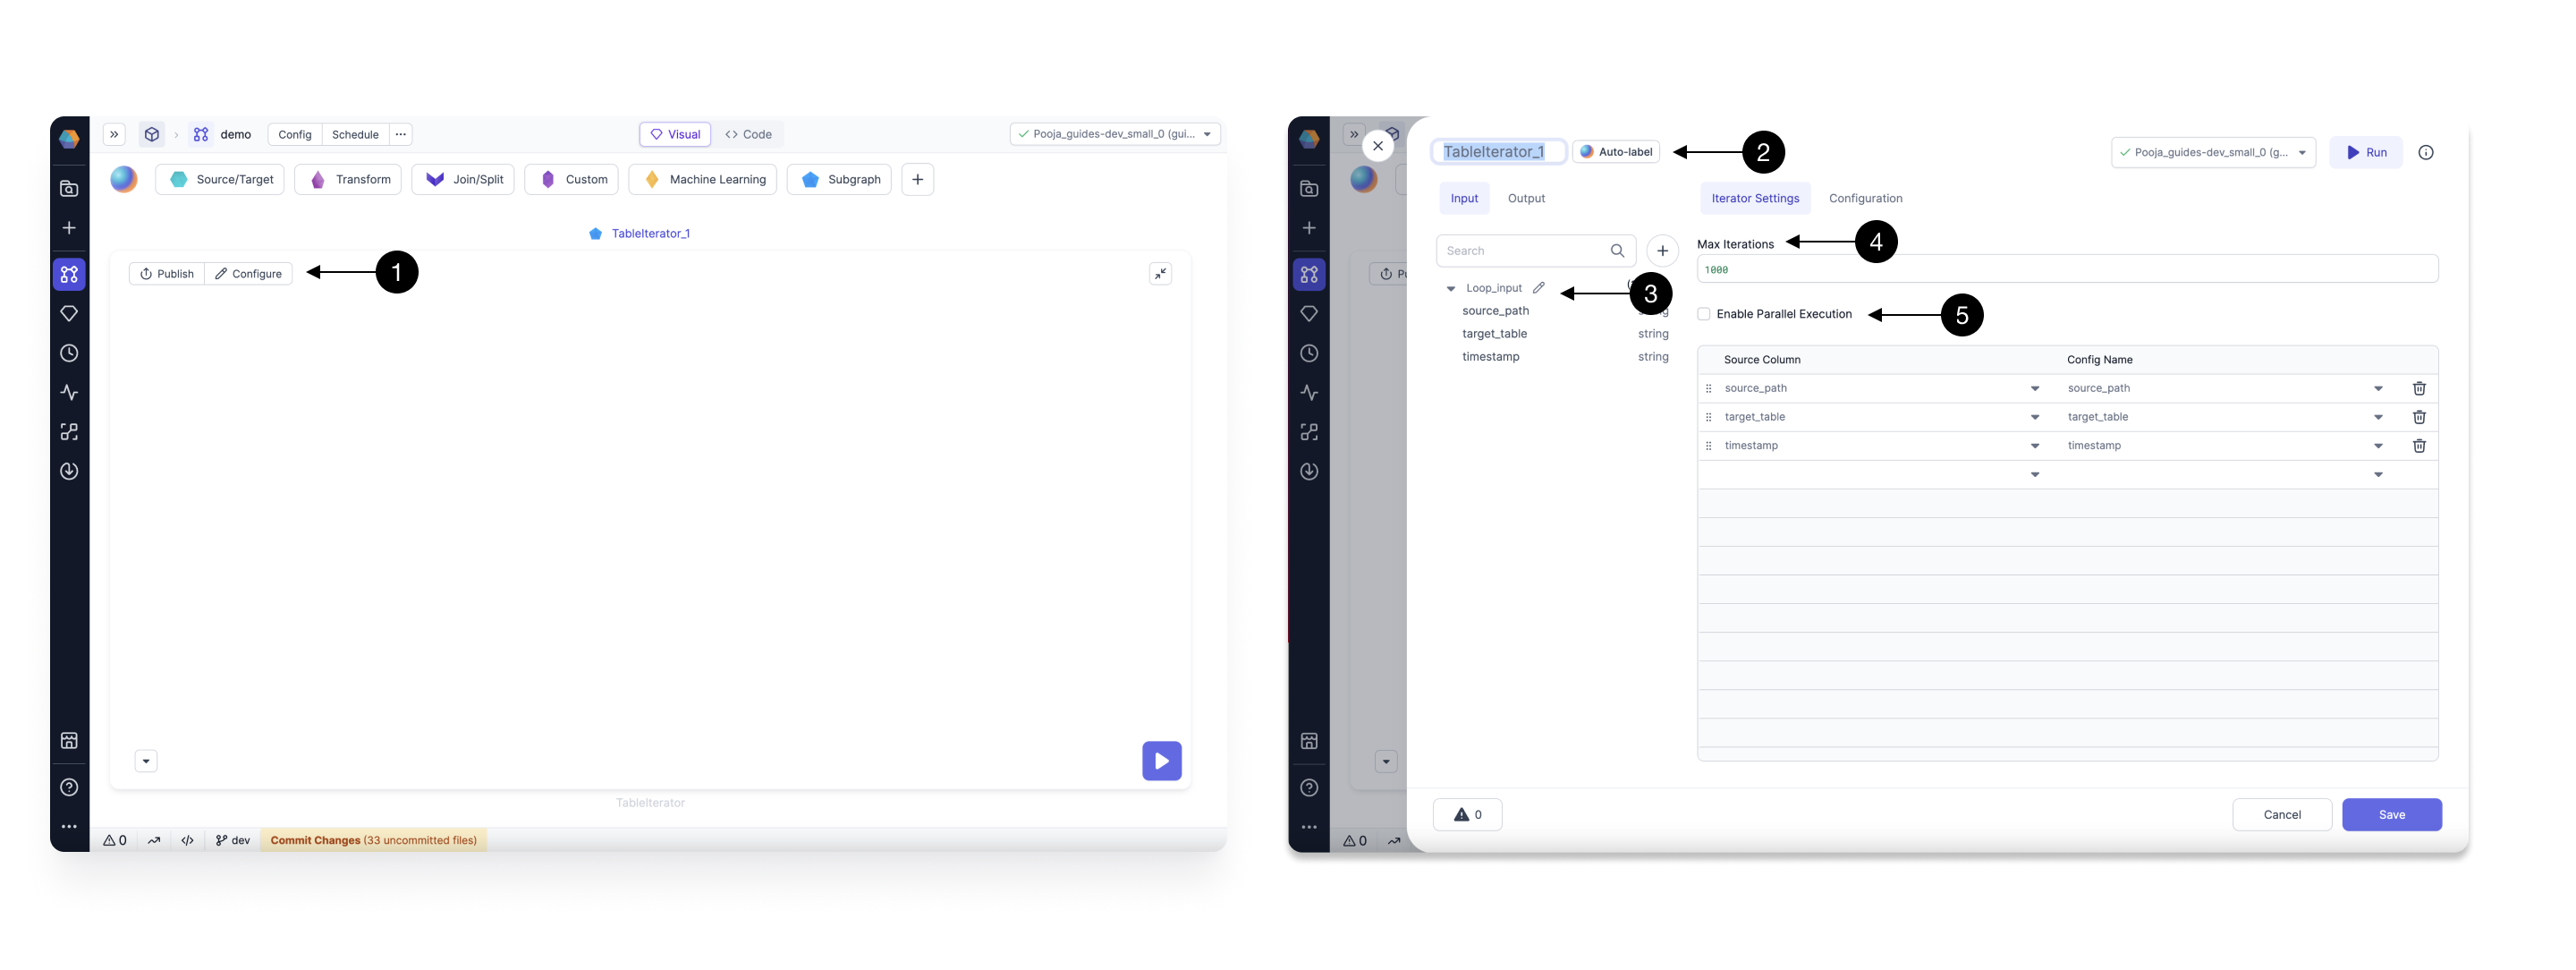 demo Config Schedule ... Visual Code Pooja_guides-dev_small_0 (gui...
Source/Target Transform Join/Split Custom Machine Learning Subgraph
TableIterator_1
Publish Configure 1
TableIterator
0 dev Commit Changes (33 uncommitted files)
TableIterator_1 Auto-label 2 Pooja_guides-dev_small_0 (g... Run
Input Output Iterator Settings Configuration
Search
Max Iterations 4
1000
Loop_input 3
source_path
target_table string
timestamp string
Enable Parallel Execution 5
Source Column Config Name
source_path source_path
target_table target_table
timestamp timestamp
0 Cancel Save
0